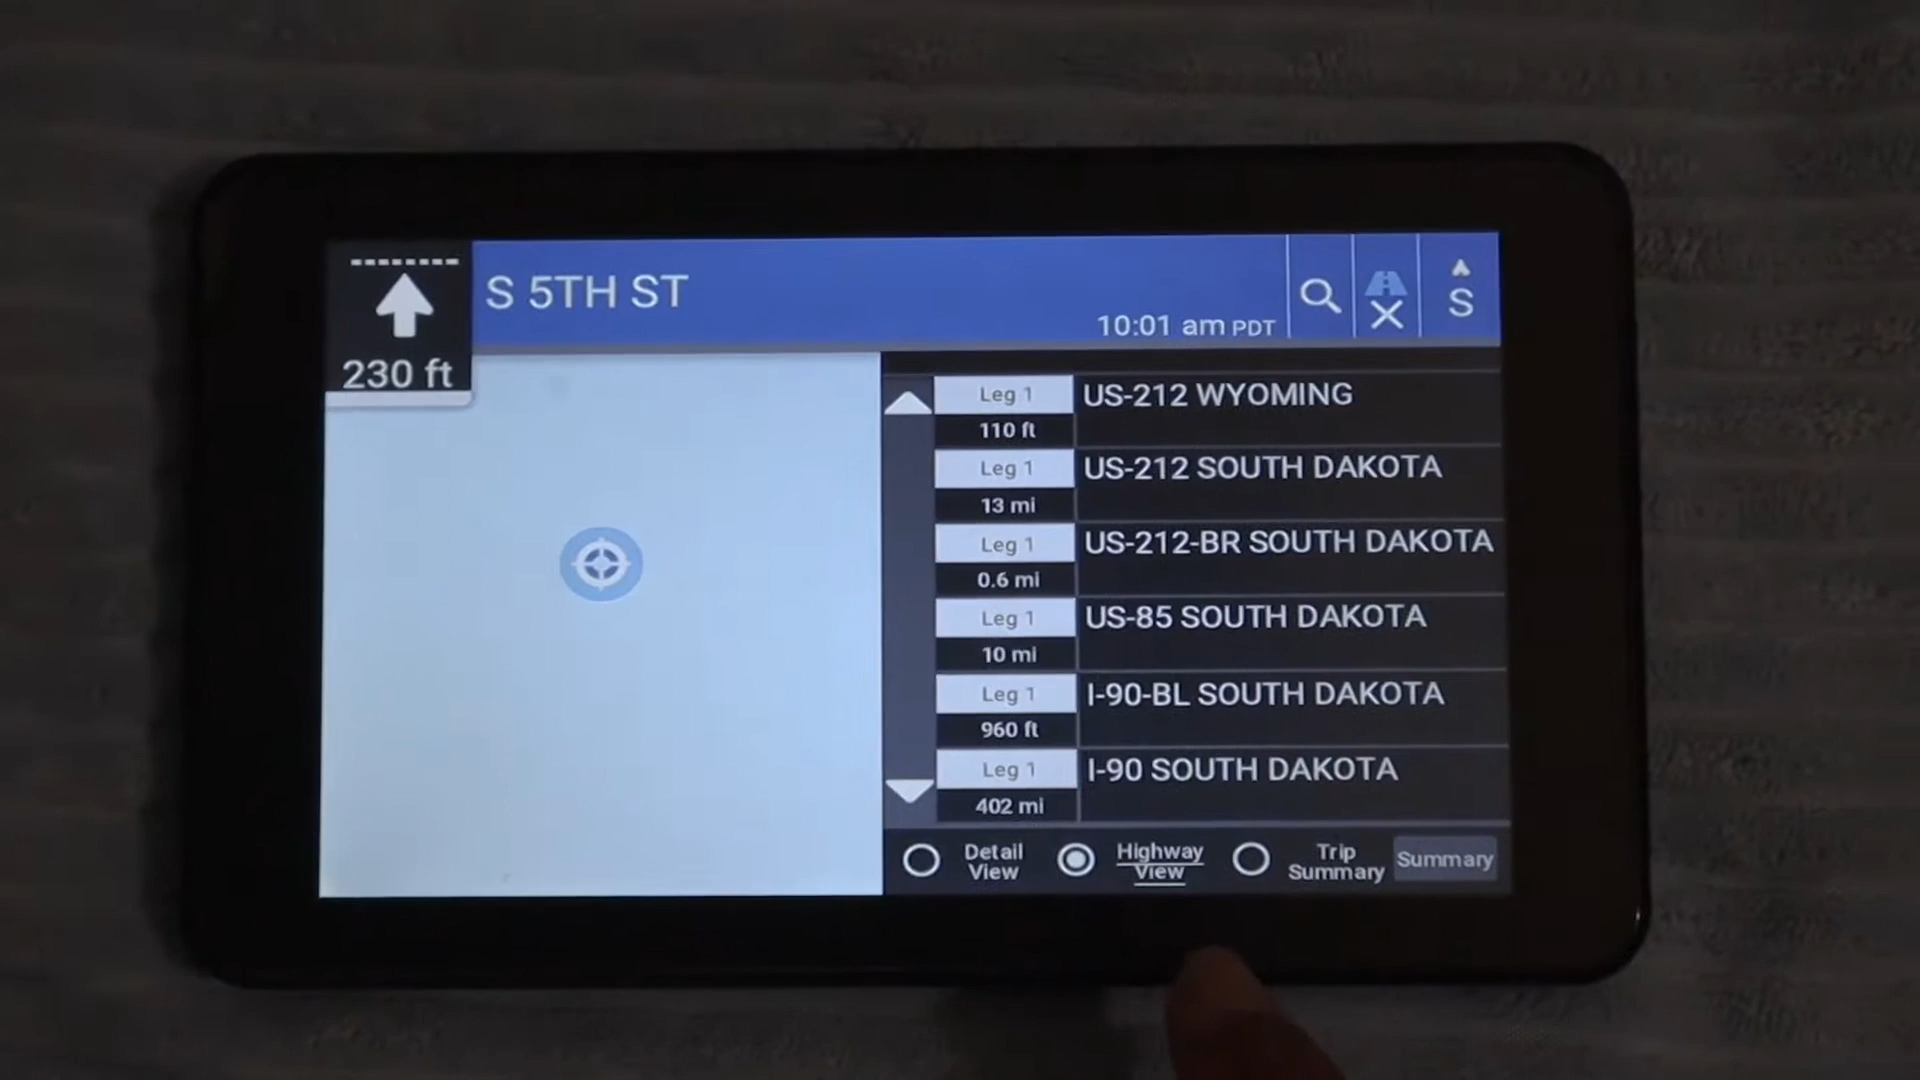 S 5TH ST
S
10:01 am PDT
230 ft
Leg 1
US-212 WYOMING
110 ft
Leg 1
US-212 SOUTH DAKOTA
13 mi
Leg 1
US-212-BR SOUTH DAKOTA
0.6 mi
Leg 1
US-85 SOUTH DAKOTA
10 mi
Leg 1
I-90-BL SOUTH DAKOTA
960 ft
Leg 1
I-90 SOUTH DAKOTA
402 mi
Detail
View
Highway
View
Trip
Summary
Summary